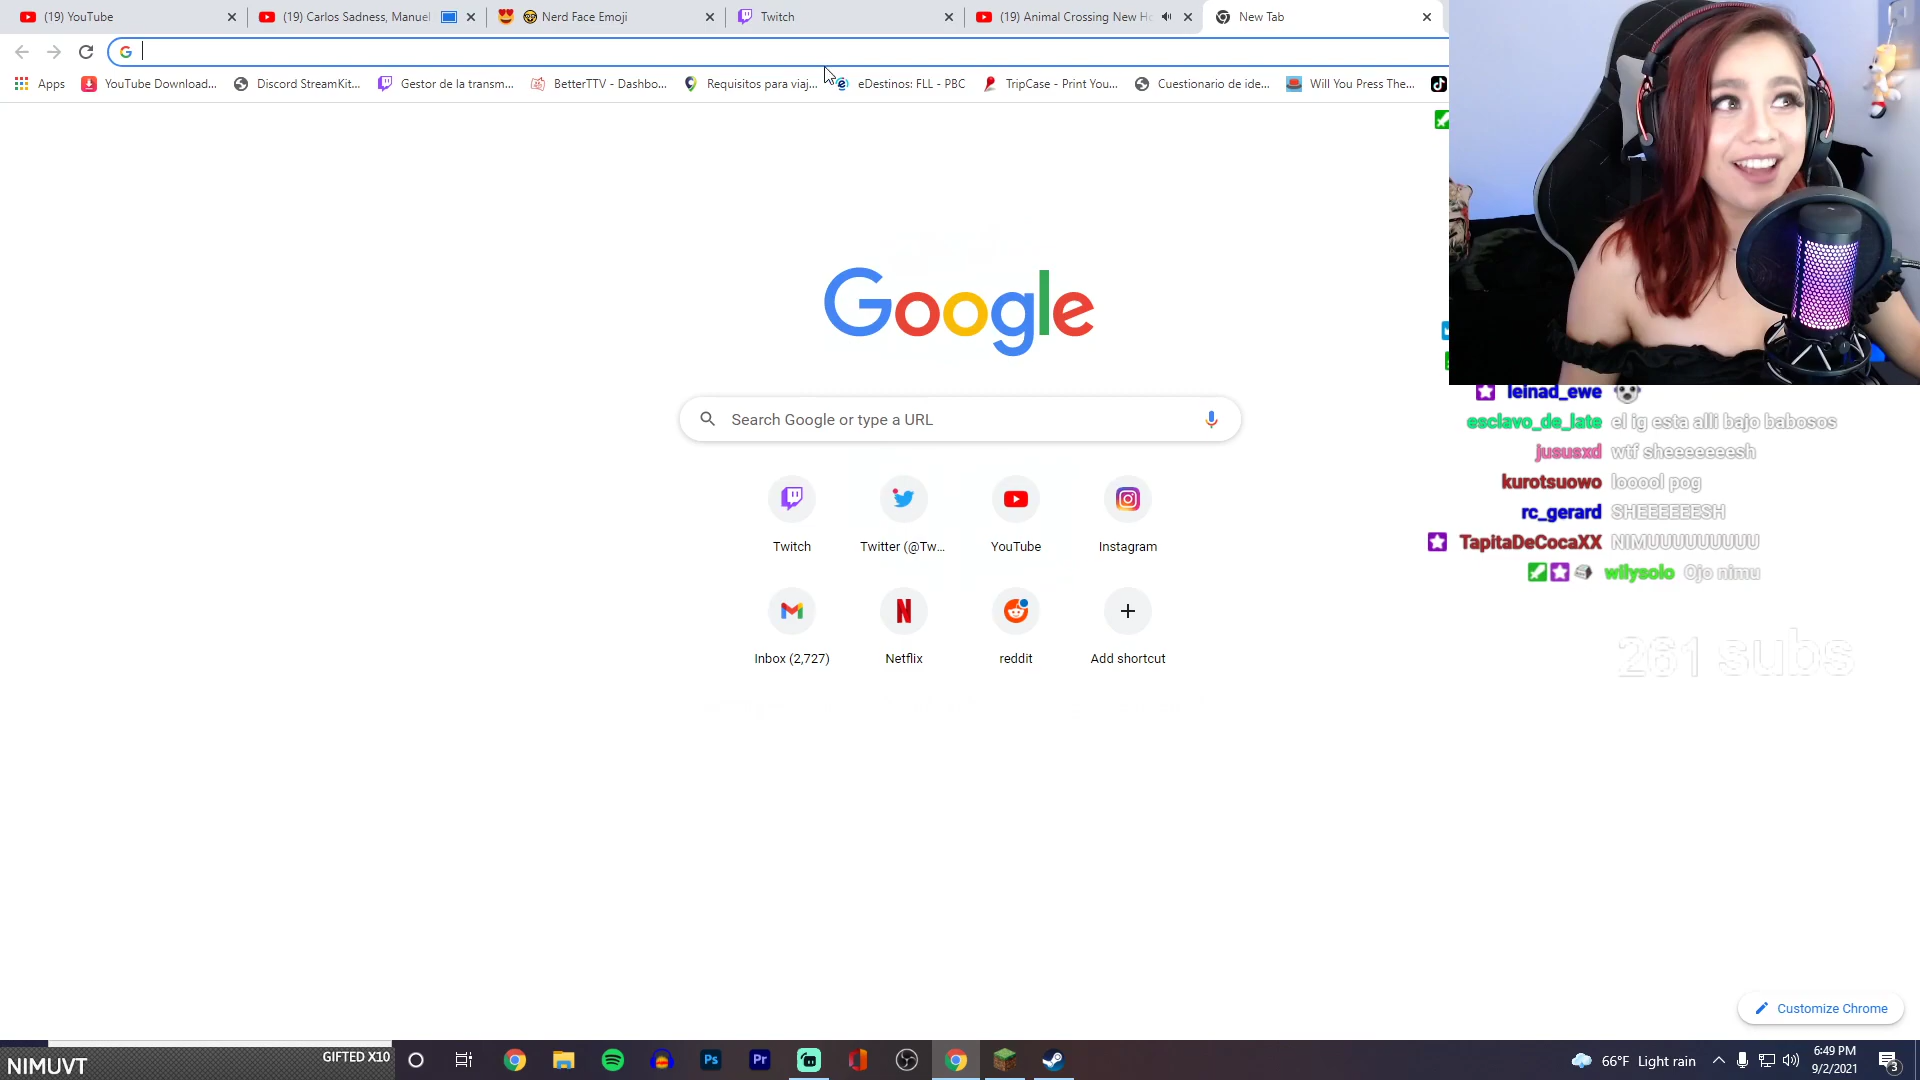 (19) YouTube
(19) Carlos Sadness, Manuel
Nerd Face Emoji
Twitch
(19) Animal Crossing New Ho
New Tab
Apps
YouTube Download...
Discord StreamKit...
Gestor de la transm...
BetterTTV - Dashbo...
Requisitos para viaj...
eDestinos: FLL - PBC
TripCase - Print You...
Cuestionario de ide...
Will You Press The...
Google
Search Google or type a URL
Twitch
Twitter (@Tw...
YouTube
Instagram
Inbox (2,727)
Netflix
reddit
Add shortcut
leinad_ewe
esclavo_de_late el ig esta alli bajo babosos
jususxd wtf sheeeeeeesh
kurotsuowo looool pog
rc_gerard SHEEEEEESH
TapitaDeCocaXX NIMUUUUUUUUU
wilysolo Ojo nimu
261 subs
Customize Chrome
NIMUVT
GIFTED X10
Ps
Pr
66°F Light rain
6:49 PM
9/2/2021
3